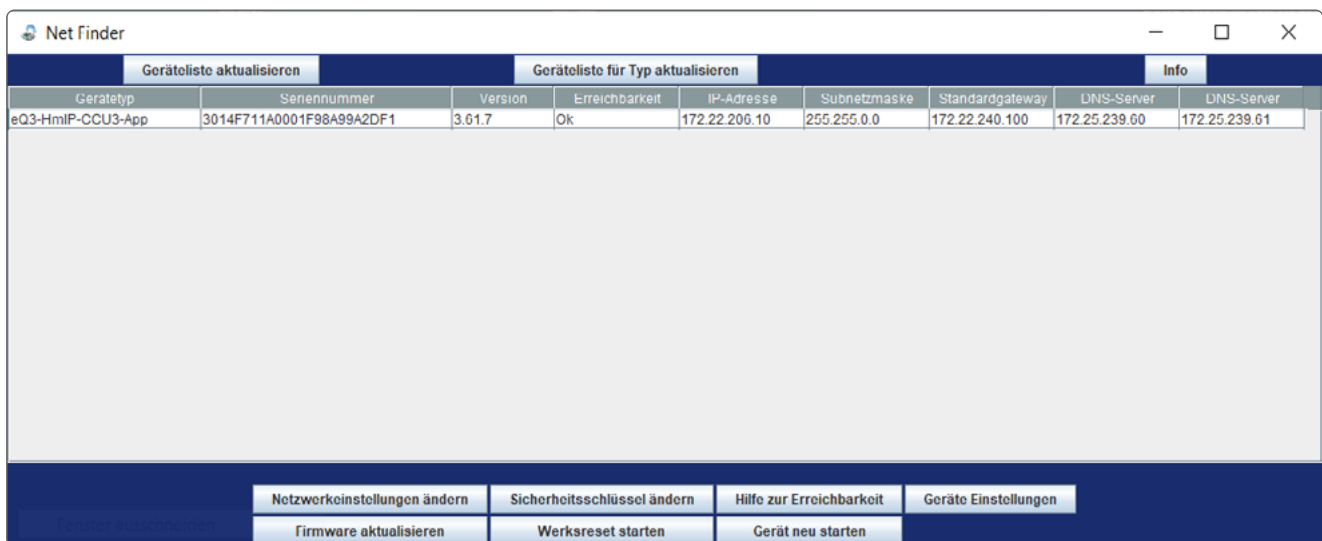 Net Finder
Geräteliste aktualisieren Geräteliste für Typ aktualisieren Info
Gerätetyp Seriennummer Version Erreichbarkeit IP-Adresse Subnetzmaske Standardgateway DNS-Server DNS-Server
eQ3-HmIP-CCU3-App 3014F711A0001F98A99A2DF1 3.61.7 Ok 172.22.206.10 255.255.0.0 172.22.240.100 172.25.239.60 172.25.239.61
Netzwerkeinstellungen ändern Sicherheitsschlüssel ändern Hilfe zur Erreichbarkeit Geräte Einstellungen
Fenster ausschneiden Firmware aktualisieren Werksreset starten Gerät neu starten